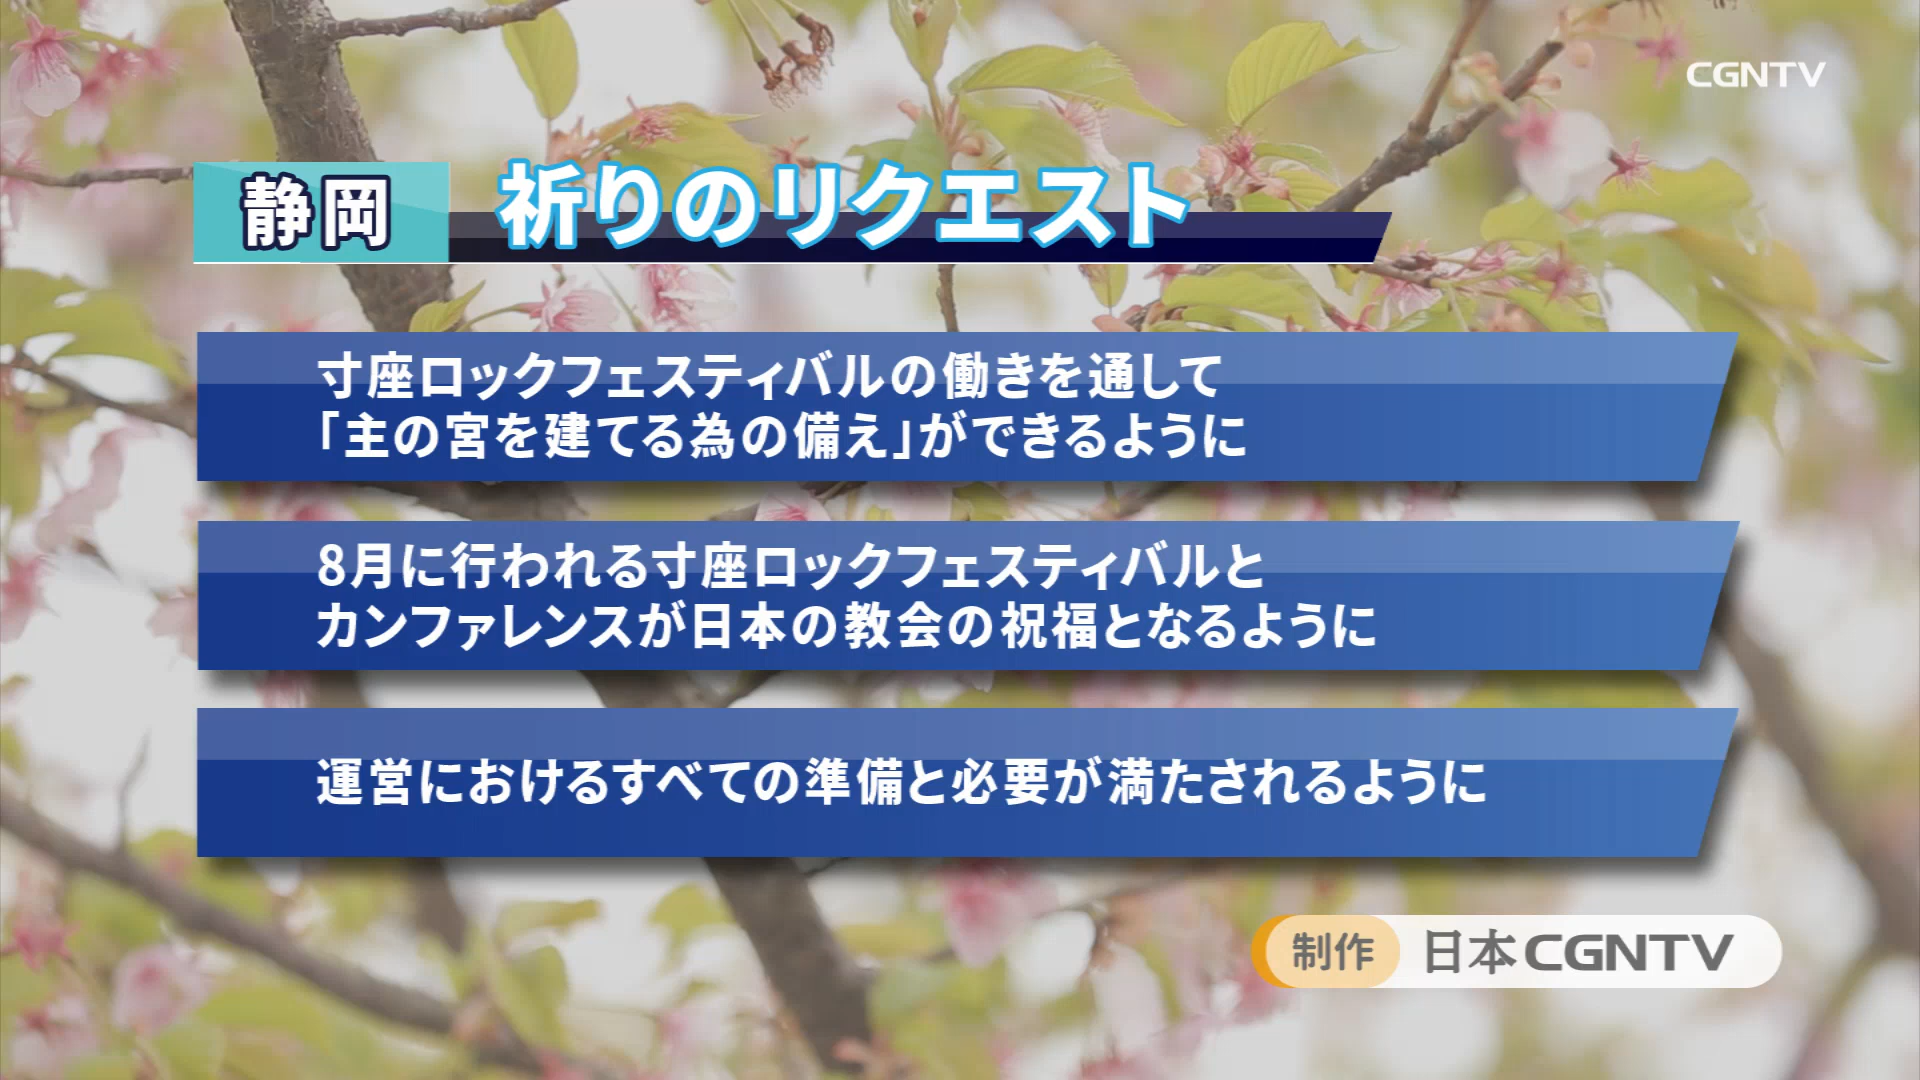 CGNTV
静岡 祈りのリクエスト
寸座ロックフェスティバルの働きを通して
「主の宮を建てる為の備え」ができるように
8月に行われる寸座ロックフェスティバルと
カンファレンスが日本の教会の祝福となるように
運営におけるすべての準備と必要が満たされるように
制作 日本CGNTV